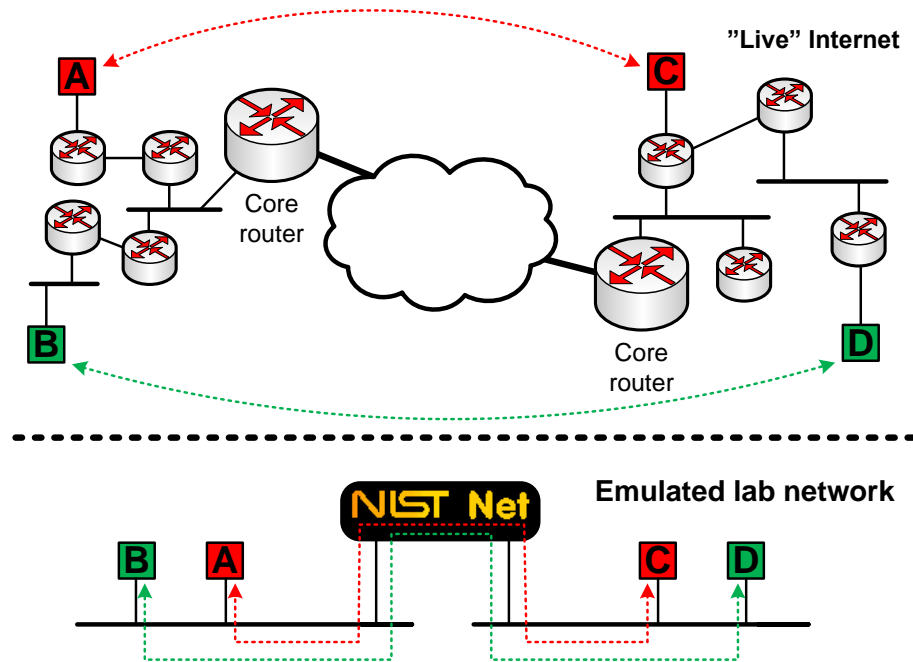 ”Live” Internet
A
C
Core
router
B
D
Core
router
Emulated lab network
NIST Net
B
A
C
D